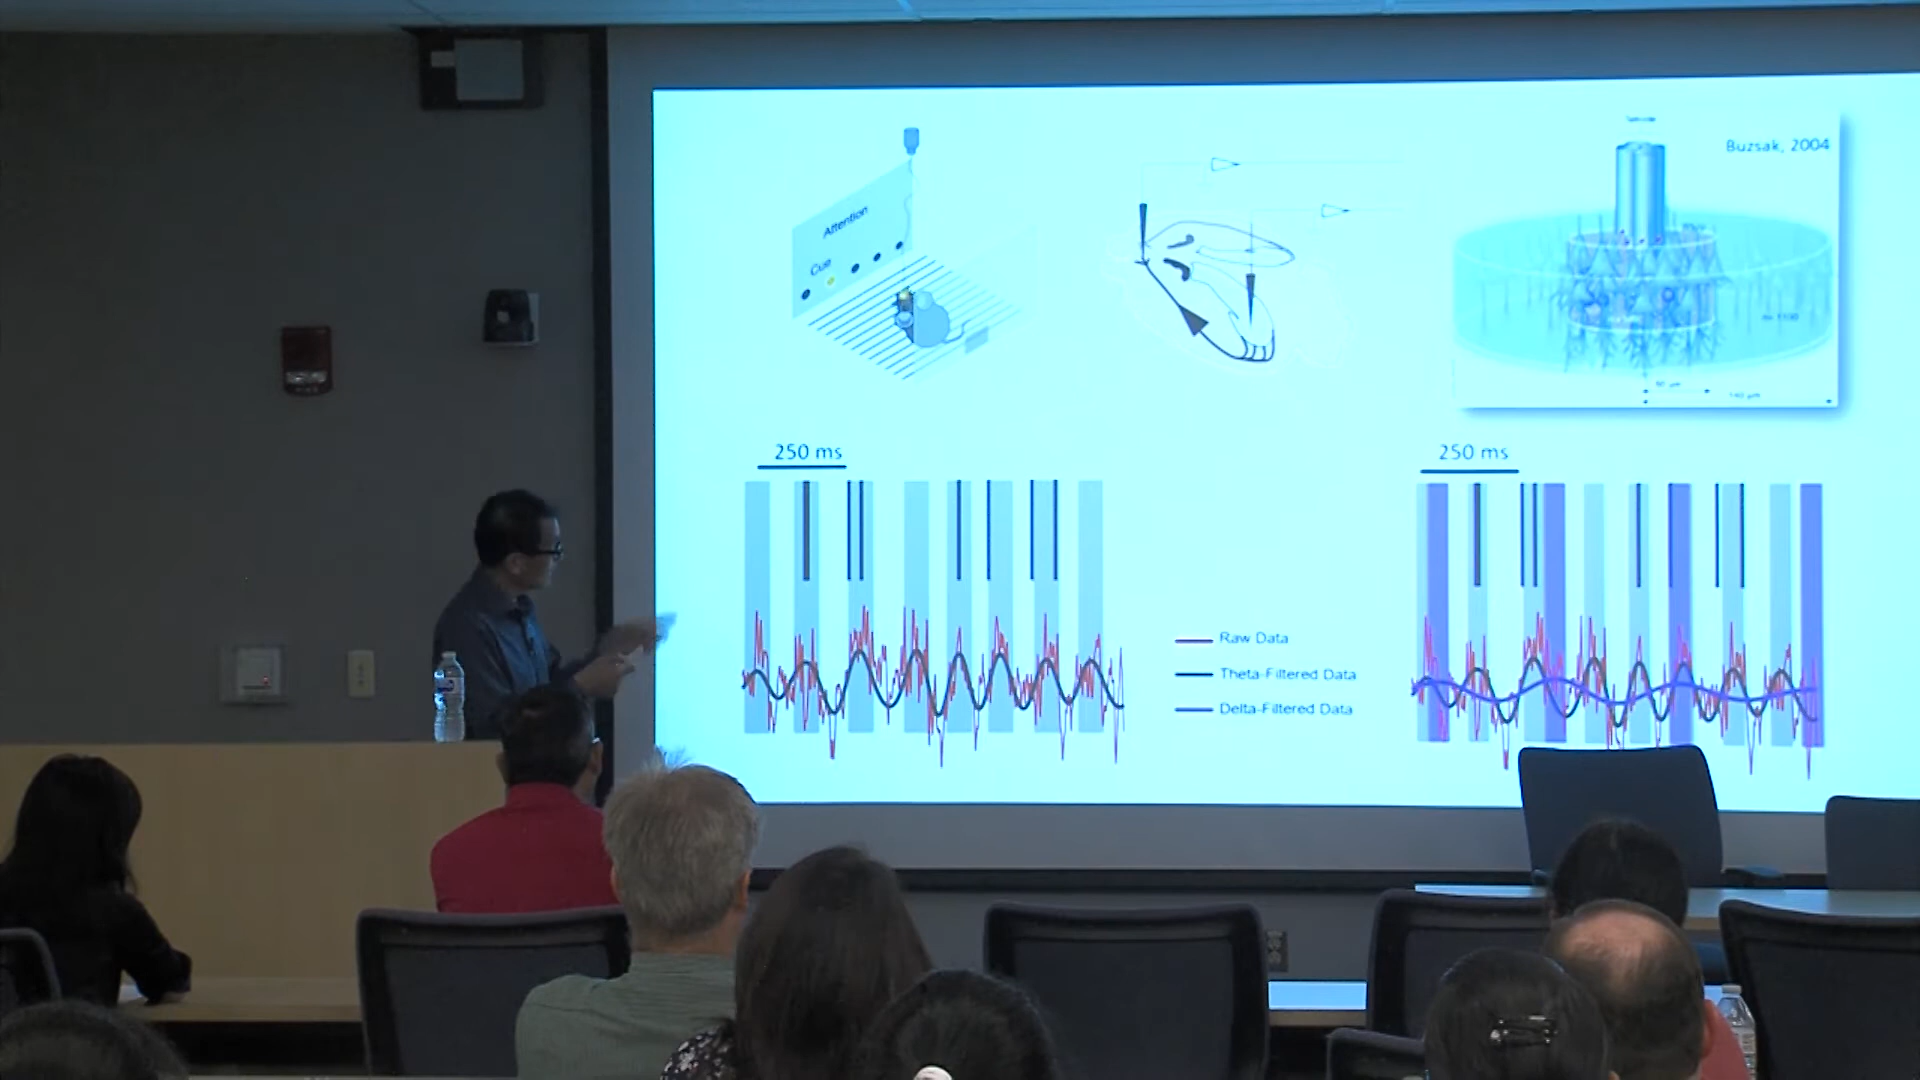 Buzsak, 2004
Attention
Cue
250 ms
250 ms
Raw Data
Theta-Filtered Data
Delta-Filtered Data